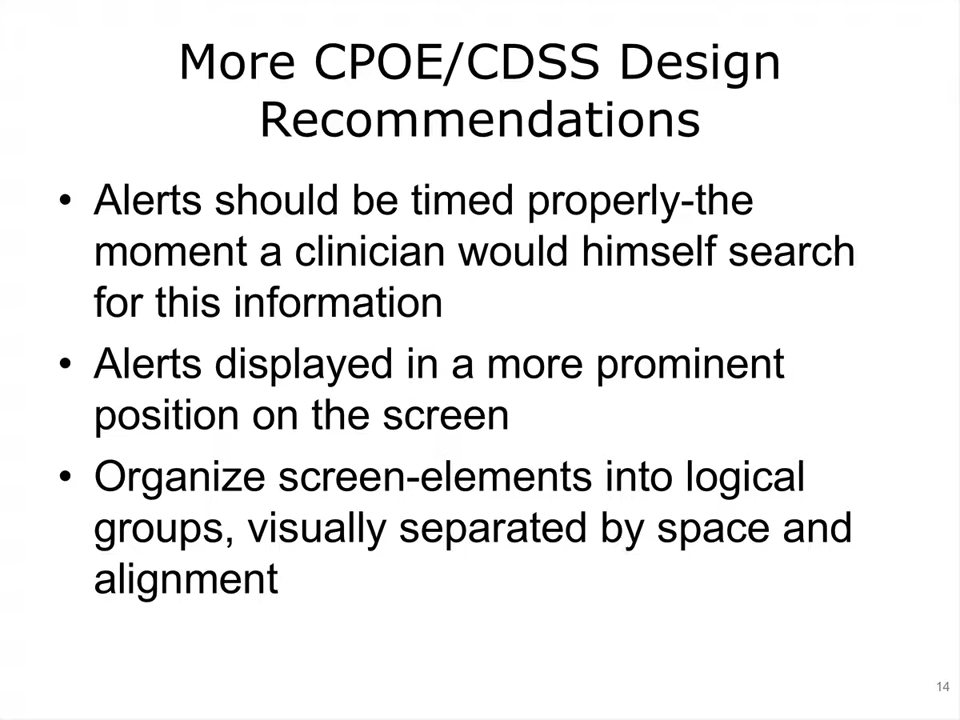 More CPOE/CDSS Design
Recommendations
• Alerts should be timed properly-the
moment a clinician would himself search
for this information
• Alerts displayed in a more prominent
position on the screen
• Organize screen-elements into logical
groups, visually separated by space and
alignment
14